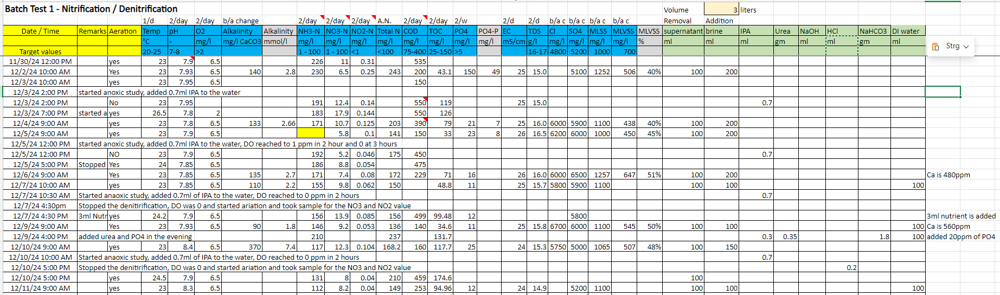 Batch Test 1 - Nitrification / Denitrification Volume 3 liters
1/d 2/day 2/day b/a change 2/day 2/day 2/day A.N. 2/day 2/day 2/w 2/d 2/d b/a c b/a c b/a c b/a c Removal Addition
Date / Time Remarks Aeration Temp pH O2 Alkalinity Alkalinity NH3-N NO3-N NO2-N Total N COD TOC PO4 PO4-P EC TDS Cl SO4 MLSS MLVSS MLVSS supernatant brine IPA Urea NaOH HCl NaHCO3 DI water
°C - mg/l mg/l CaCO3 mmol/l mg/l mg/l mg/l mg/l mg/l mg/l mg/l mg/l mS/cm g/l mg/l mg/l mg/l mg/l % ml ml ml gm ml ml gm ml
Strg
Target values 20-25 7-8 >2 1 - 100 1 - 100 <1 <100 75-400 25-150 >5 16-17 4800 5200 1000 700
11/30/24 12:00 PM yes 23 7.9 6.5 226 11 0.31 535
12/2/24 10:00 AM yes 23 7.93 6.5 140 2.8 230 6.5 0.25 243 200 43.1 150 49 25 15.0 5100 1252 506 40% 100 200
12/3/24 10:00 AM yes 23 7.95 6.5 150
12/3/24 2:00 PM started anoxic study, added 0.7ml IPA to the water
12/3/24 2:00 PM No 23 7.95 191 12.4 0.14 550 119 25 15.0 0.7
12/3/24 7:00 PM started a yes 26.5 7.8 2 183 17.9 0.144 550 126
12/4/24 9:00 AM yes 23 7.8 6.5 133 2.66 171 10.7 0.125 203 390 79 21 7 25 16.0 6000 5900 1100 438 40% 100 200
12/5/24 9:00 AM yes 23 7.9 6.5 5.8 0.1 141 150 33 23 8 26 16.5 6200 6000 1000 450 45% 100 200
12/5/24 12:00 PM started anoxic study, added 0.7ml IPA to the water, DO reached to 1 ppm in 2 hour and 0 at 3 hours
12/5/24 12:00 PM NO 23 7.9 6.5 192 5.2 0.046 175 450 0.7
12/5/24 5:00 PM Stopped Yes 24 7.85 6.5 186 8.8 0.054 475
12/6/24 9:00 AM Yes 23 7.85 6.5 135 2.7 171 7.4 0.08 172 229 71 16 26 16.0 6000 6500 1257 647 51% 100 200 Ca is 480ppm
12/7/24 10:00 AM yes 23 7.85 6.5 110 2.2 155 9.8 0.062 150 48.8 11 25 15.7 5800 5900 1100 100 100 100
12/7/24 10:30 AM Started anaoxic study, added 0.7ml of IPA to the water, DO reached to 0 ppm in 2 hours 0.7
12/7/24 4:30pm Stopped the denitirification, DO was 0 and started ariation and took sample for the NO3 and NO2 value
12/7/24 4:30 PM 3ml Nutr yes 24.2 7.9 6.5 156 13.9 0.085 156 499 99.48 12 5800 3ml nutrient is added
12/9/24 9:00 AM Yes 23 7.93 6.5 90 1.8 146 9.2 0.053 136 140 34.6 11 25 15.8 6700 6000 1100 545 50% 100 100 100 Ca is 560ppm
12/9/24 4:00 PM added urea and PO4 in the evening 210 237 131.7 0.3 0.35 1.8 100 added 20ppm of PO4
12/10/24 9:00 AM yes 23 8.4 6.5 370 7.4 117 12.3 0.104 168.2 160 117.7 25 24 15.3 5750 5000 1065 507 48% 100 150
12/10/24 10:00 AM Started anaoxic study, added 0.7ml of IPA to the water, DO reached to 0 ppm in 2 hours 0.7
12/10/24 5:00 PM Stopped the denitirification, DO was 0 and started ariation and took sample for the NO3 and NO2 value 0.2
12/10/24 5:00 PM yes 24.5 7.9 6.5 131 8 0.04 210 459 174.6 100
12/11/24 9:00 AM yes 23 8.3 6.5 112 8.2 0.04 149 253 94.96 12 24 14.9 5200 1100 100 100 100